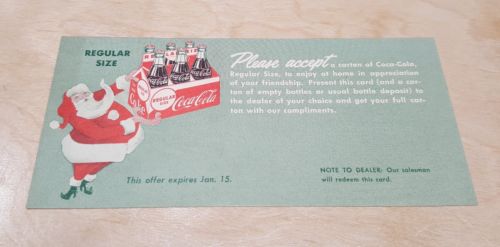 REGULAR
SIZE
Coca-Cola
REGULAR
SIZE
Please accept a carton of Coca-Cola,
Regular Size, to enjoy at home in appreciation
of your friendship. Present this card (and a car-
ton of empty bottles or usual bottle deposit) to
the dealer of your choice and get your full car-
ton with our compliments.
This offer expires Jan. 15.
NOTE TO DEALER: Our salesman
will redeem this card.